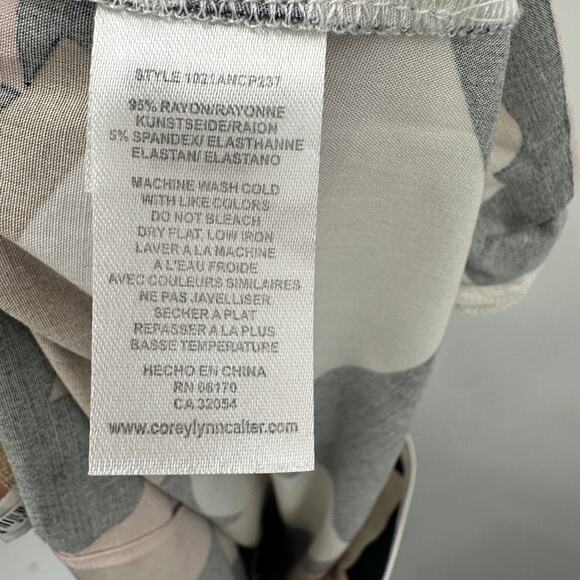 STYLE 1021ANCP237
95% RAYON/RAYONNE
KUNSTSEIDE/RAION
5% SPANDEX/ ELASTHANNE
ELASTAN/ ELASTANO
MACHINE WASH COLD
WITH LIKE COLORS
DO NOT BLEACH
DRY FLAT, LOW IRON
LAVER A LA MACHINE
A L'EAU FROIDE
AVEC COULEURS SIMILAIRES
NE PAS JAVELLISER
SECHER A PLAT
REPASSER A LA PLUS
BASSE TEMPERATURE
HECHO EN CHINA
RN 66170
CA 32054
www.coreylynncalter.com